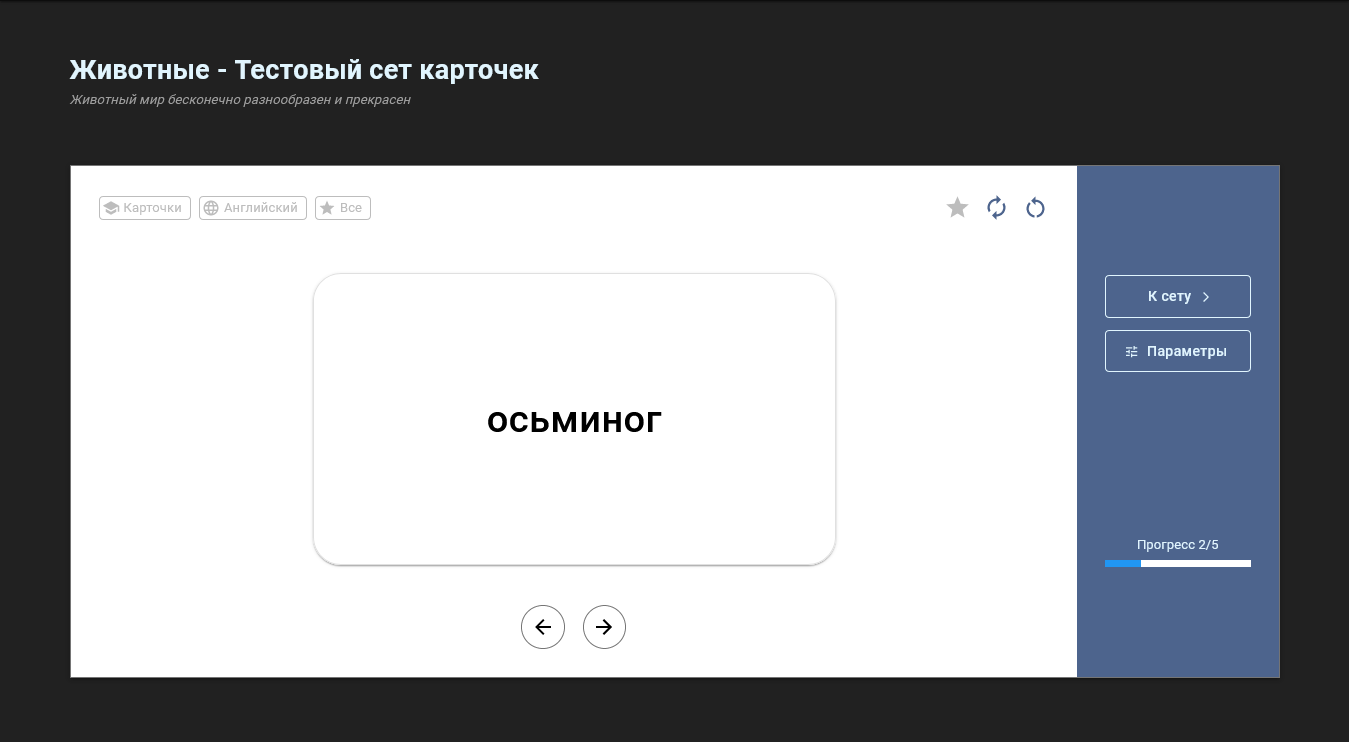 Животные - Тестовый сет карточек
Животный мир бесконечно разнообразен и прекрасен
Карточки
Английский
Все
осьминог
К сету
Параметры
Прогресс 2/5